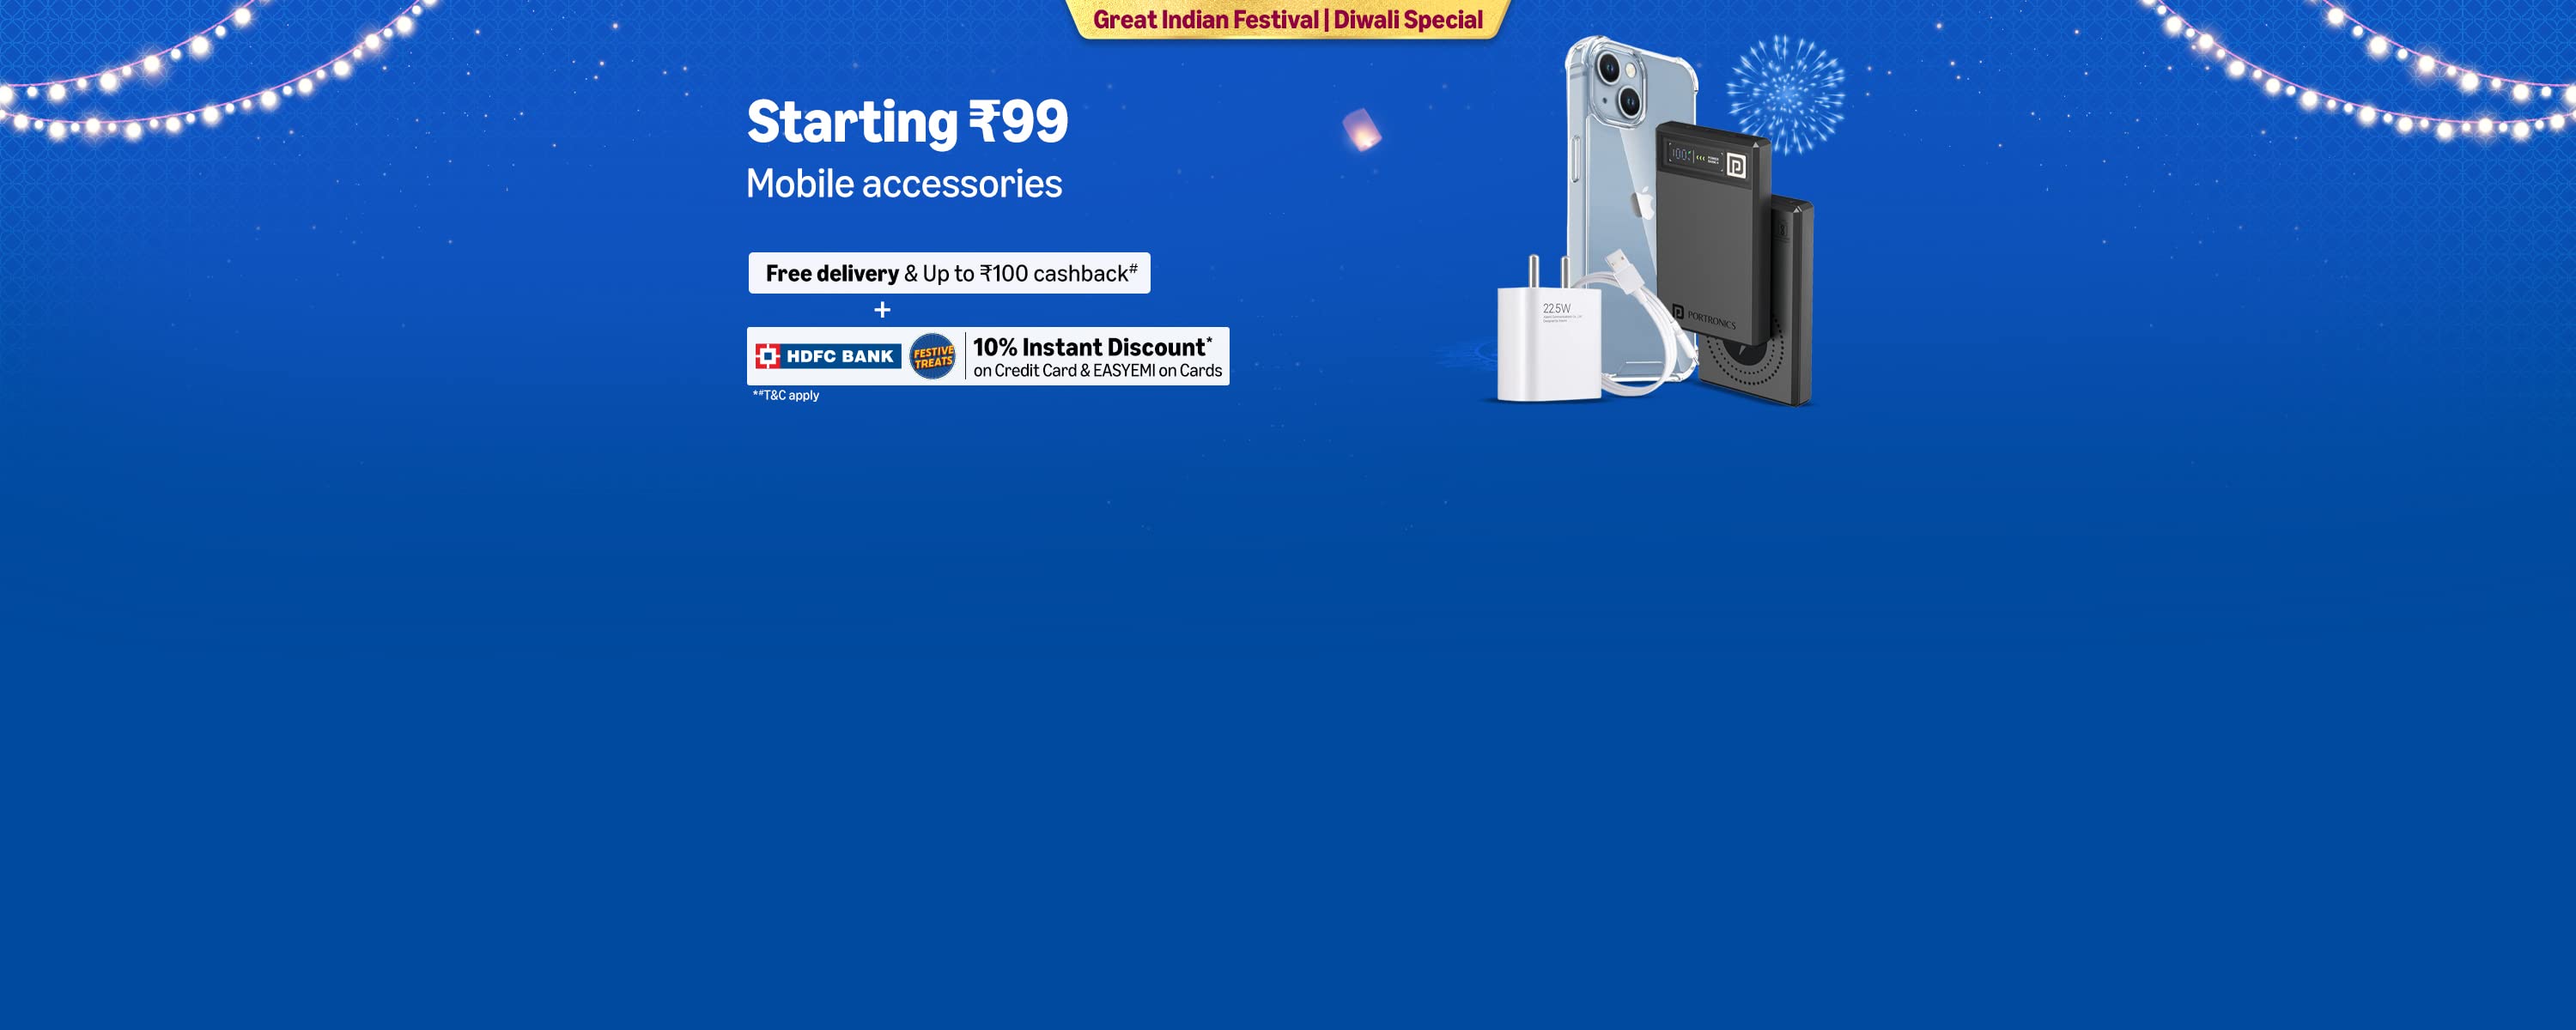 Great Indian Festival | Diwali Special
Starting ₹99
Mobile accessories
Free delivery & Up to ₹100 cashback#
+
HDFC BANK
FESTIVE
TREATS
10% Instant Discount*
on Credit Card & EASYEMI on Cards
*#T&C apply
22.5W
100%
PORTRONICS